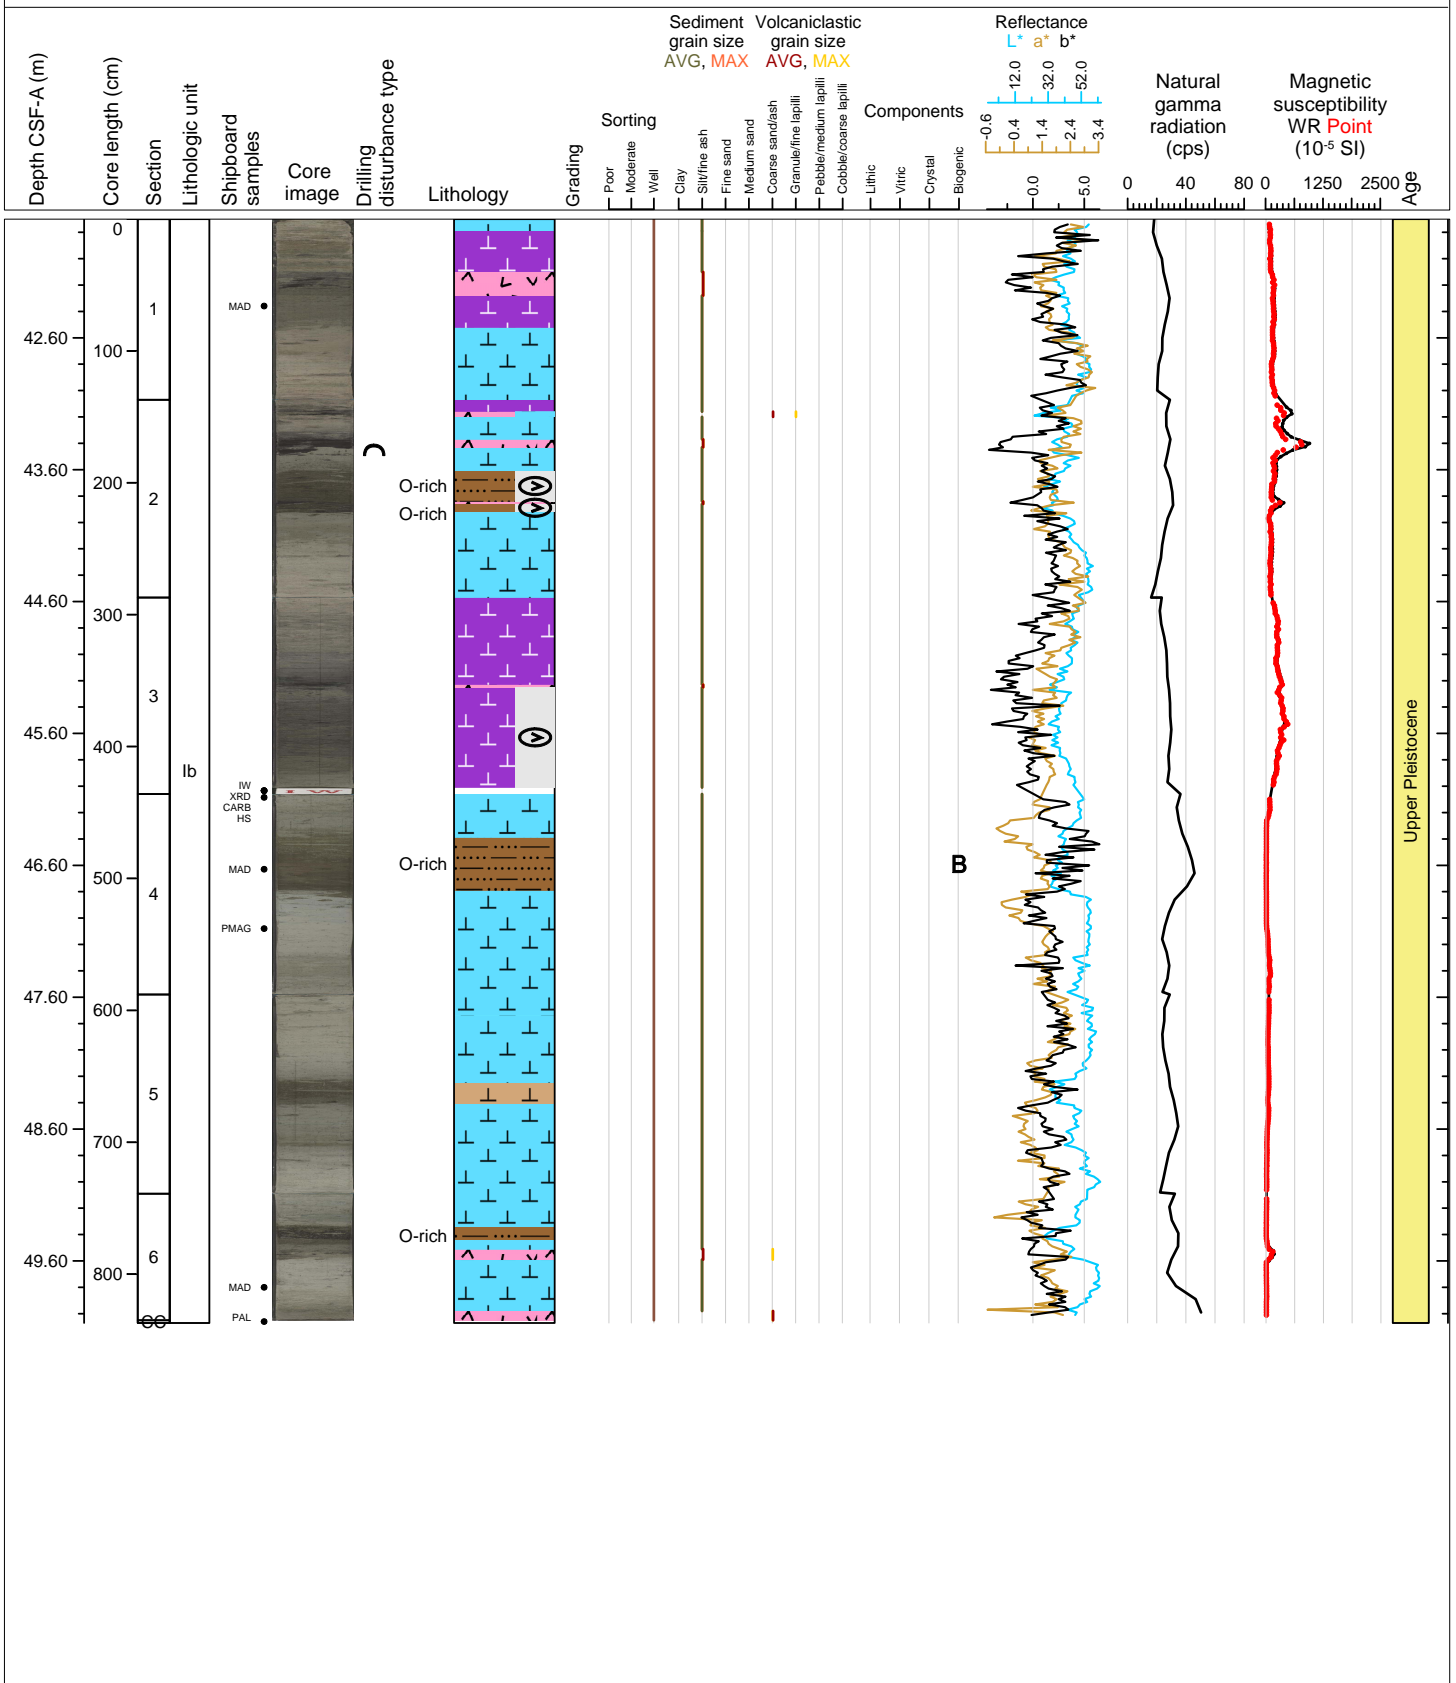 Depth CSF-A (m)
Core length (cm)
Section
Lithologic unit
Shipboard
samples
Core
image
Drilling
disturbance type
Lithology
Grading
Sorting
Poor
Moderate
Well
Sediment
grain size
AVG, MAX
Volcaniclastic
grain size
AVG, MAX
Clay
Silt/fine ash
Fine sand
Medium sand
Coarse sand/ash
Granule/fine lapilli
Pebble/medium lapilli
Cobble/coarse lapilli
Components
Lithic
Vitric
Crystal
Biogenic
Reflectance
L* a* b*
12.0 32.0 52.0
-0.6 0.4 1.4 2.4 3.4
0.0 5.0
Natural
gamma
radiation
(cps)
0 40 80
Magnetic
susceptibility
WR Point
(10-5 SI)
0 1250 2500
Age
0
1
MAD
42.60
100
43.60
200
2
O-rich
O-rich
44.60
300
3
45.60
400
Ib
IW
IW
XRD
CARB
HS
46.60
500
4
MAD
O-rich
B
PMAG
47.60
600
5
48.60
700
O-rich
49.60
6
800
MAD
PAL
CC
Upper Pleistocene